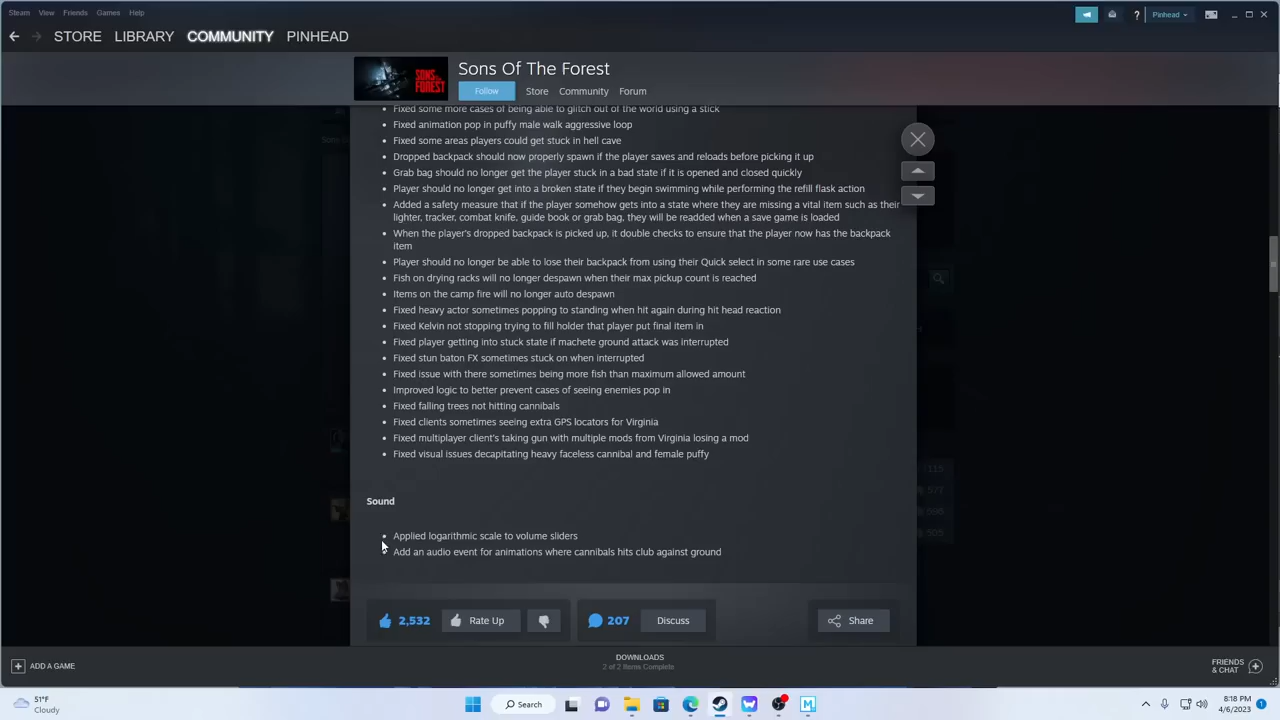 Steam View Friends Games Help
Pinhead
STORE LIBRARY COMMUNITY PINHEAD
SONS OF THE FOREST
Sons Of The Forest
Follow Store Community Forum
Fixed some more cases of being able to glitch out of the world using a stick
Fixed animation pop in puffy male walk aggressive loop
Fixed some areas players could get stuck in hell cave
Dropped backpack should now properly spawn if the player saves and reloads before picking it up
Grab bag should no longer get the player stuck in a bad state if it is opened and closed quickly
Player should no longer get into a broken state if they begin swimming while performing the refill flask action
Added a safety measure that if the player somehow gets into a state where they are missing a vital item such as their
lighter, tracker, combat knife, guide book or grab bag, they will be readded when a save game is loaded
When the player's dropped backpack is picked up, it double checks to ensure that the player now has the backpack
item
Player should no longer be able to lose their backpack from using their Quick select in some rare use cases
Fish on drying racks will no longer despawn when their max pickup count is reached
Items on the camp fire will no longer auto despawn
Fixed heavy actor sometimes popping to standing when hit again during hit head reaction
Fixed Kelvin not stopping trying to fill holder that player put final item in
Fixed player getting into stuck state if machete ground attack was interrupted
Fixed stun baton FX sometimes stuck on when interrupted
Fixed issue with there sometimes being more fish than maximum allowed amount
Improved logic to better prevent cases of seeing enemies pop in
Fixed falling trees not hitting cannibals
Fixed clients sometimes seeing extra GPS locators for Virginia
Fixed multiplayer client's taking gun with multiple mods from Virginia losing a mod
Fixed visual issues decapitating heavy faceless cannibal and female puffy
Sound
Applied logarithmic scale to volume sliders
Add an audio event for animations where cannibals hits club against ground
2,532 Rate Up 207 Discuss Share
ADD A GAME
DOWNLOADS
2 of 2 Items Complete
FRIENDS
& CHAT
51°F
Cloudy
Search
8:18 PM
4/6/2023